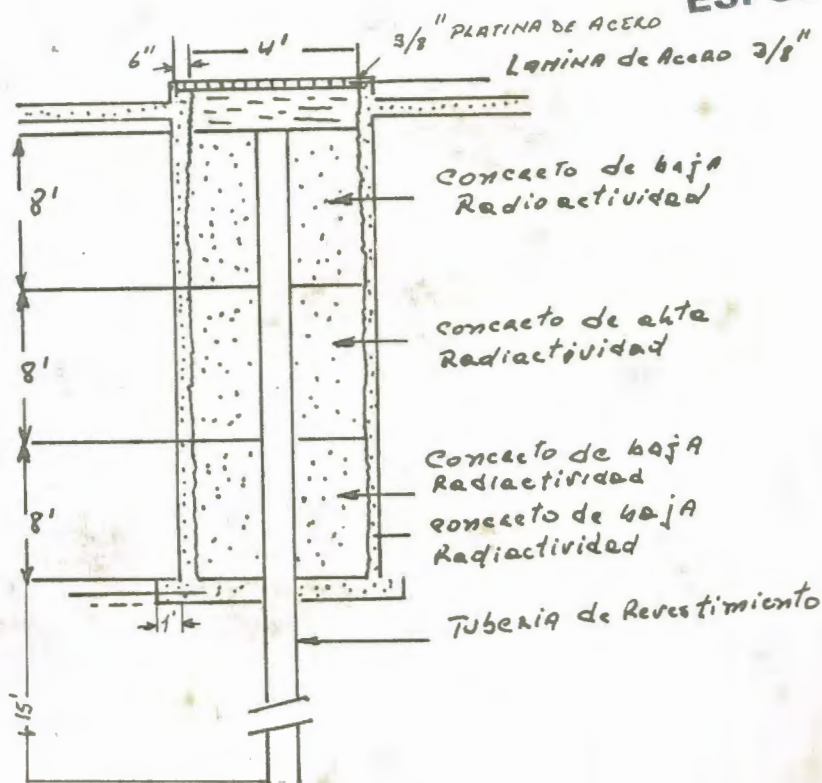 ESPO
3/8" PLATINA DE ACERO
6"
4'
LAMINA de ACERO 3/8"
8'
Concreto de bajA
Radioactividad
8'
concreto de alta
Radiactividad
8'
Concreto de bajA
Radiactividad
concreto de bajA
Radiactividad
1'
Tuberia de Revestimiento
15'